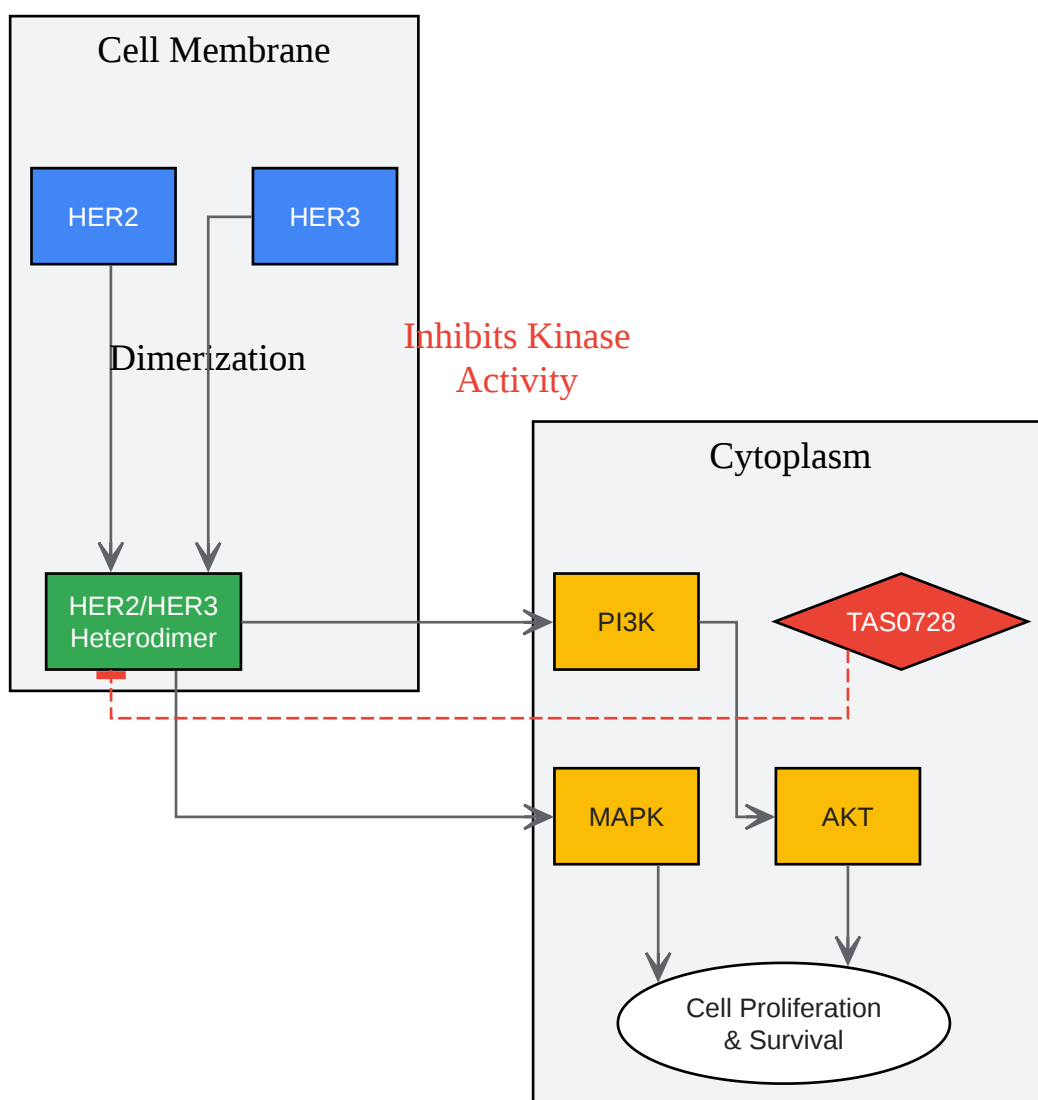 Cell Membrane
HER2
HER3
Dimerization
Inhibits Kinase
Activity
Cytoplasm
HER2/HER3
Heterodimer
PI3K
TAS0728
MAPK
AKT
Cell Proliferation
& Survival